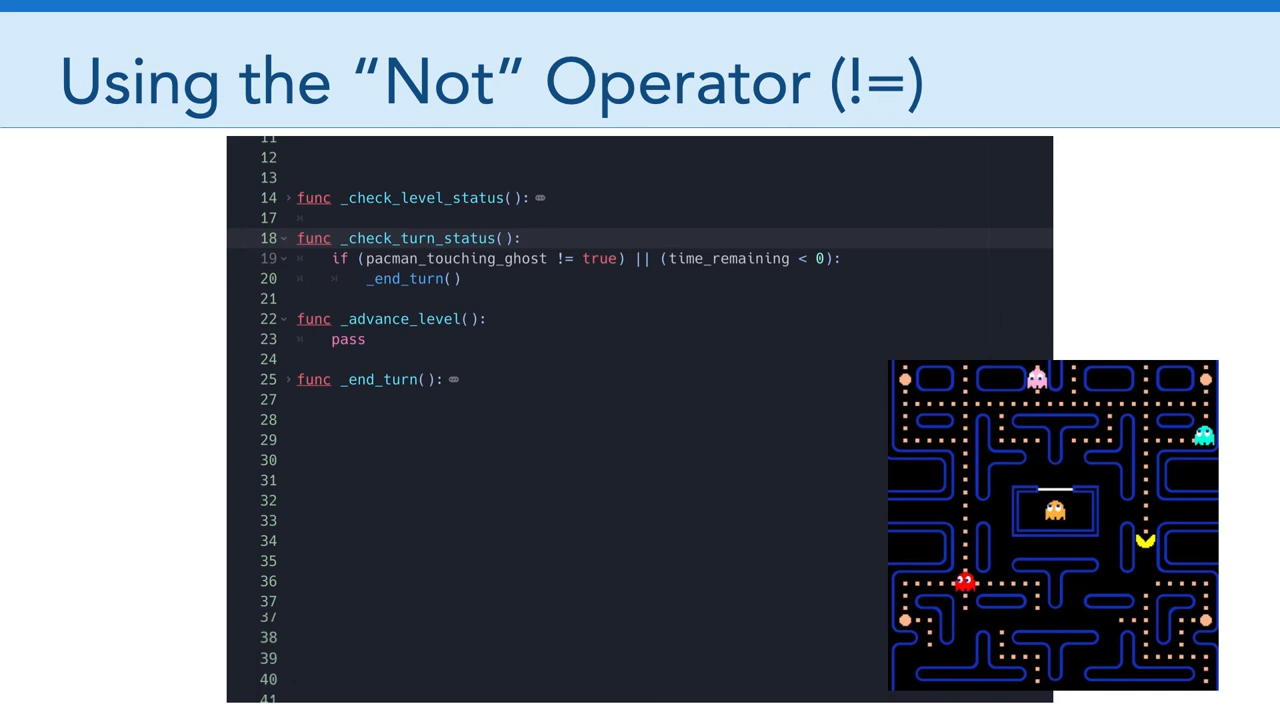 Using the “Not” Operator (!=)
11
12
13
14 func _check_level_status():
17
18 func _check_turn_status():
19 if (pacman_touching_ghost != true) || (time_remaining < 0):
20 _end_turn()
21
22 func _advance_level():
23 pass
24
25 func _end_turn():
27
28
29
30
31
32
33
34
35
36
37
37
38
39
40
41